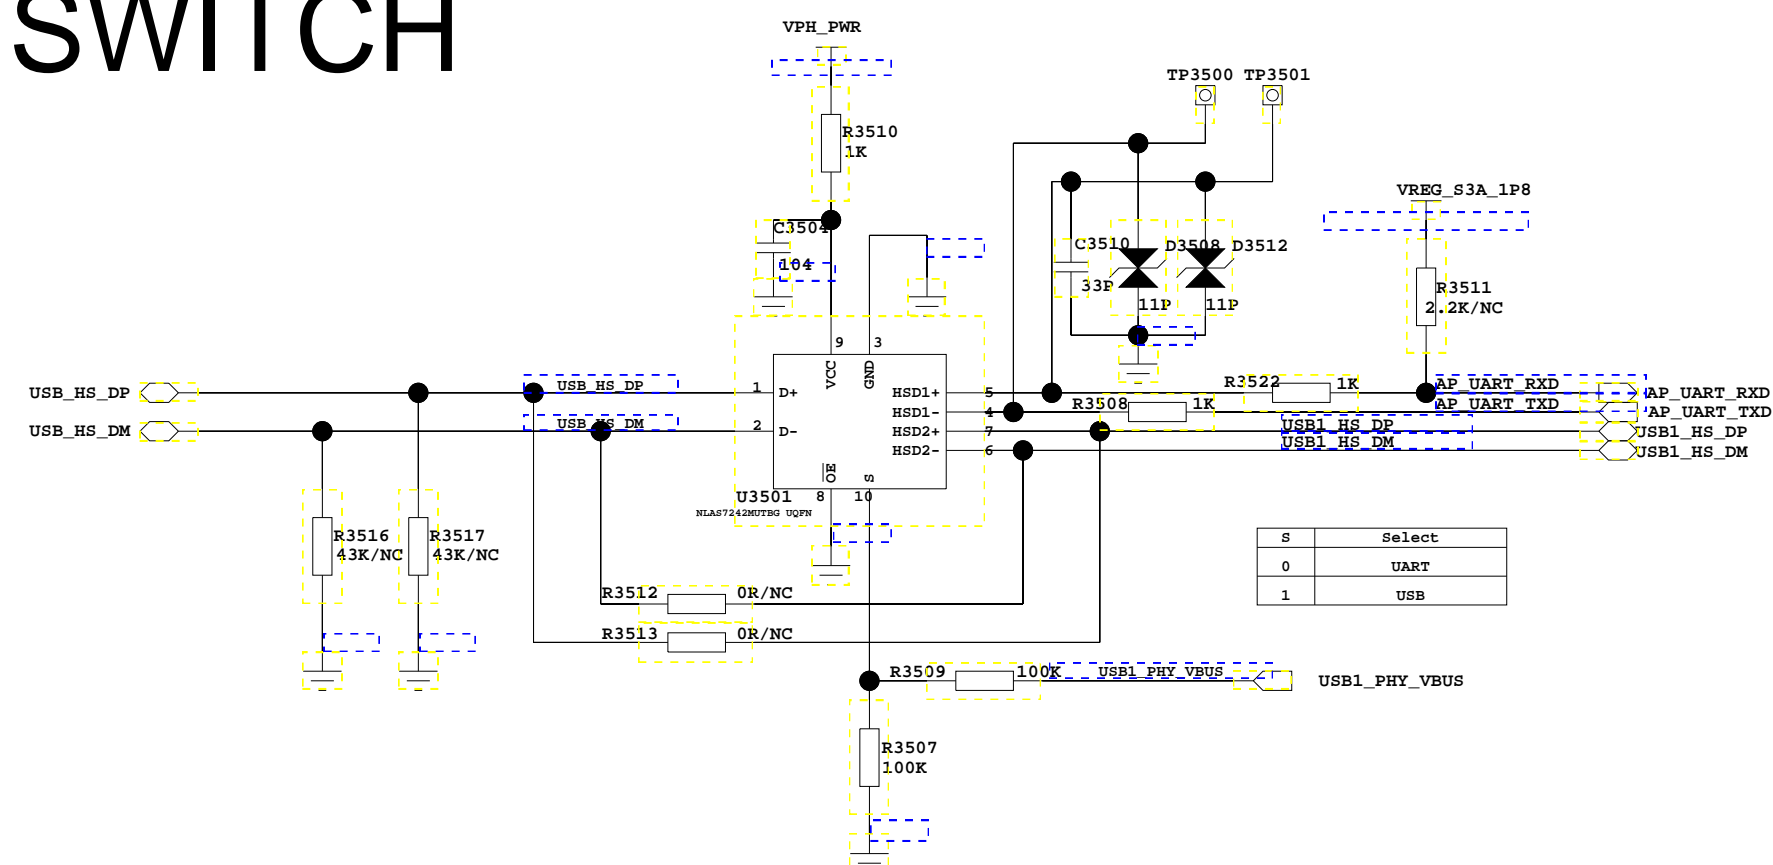 SWITCH
VPH_PWR
TP3500 TP3501
R3510
1K
VREG_S3A_1P8
C3504
104
C3510
33P
D3508
11P
D3512
11P
R3511
2.2K/NC
9
3
VCC
GND
USB_HS_DP
USB_HS_DP
1
D+
HSD1+
5
R3522
1K
AP_UART_RXD
AP_UART_RXD
HSD1-
4
R3508
1K
AP_UART_TXD
AP_UART_TXD
USB_HS_DM
USB_HS_DM
2
D-
HSD2+
7
USB1_HS_DP
USB1_HS_DP
HSD2-
6
USB1_HS_DM
USB1_HS_DM
OE
S
U3501
8
10
NLAS7242MUTBG UQFN
R3516
43K/NC
R3517
43K/NC
S Select
0 UART
1 USB
R3512
0R/NC
R3513
0R/NC
R3509
100K
USB1_PHY_VBUS
USB1_PHY_VBUS
R3507
100K